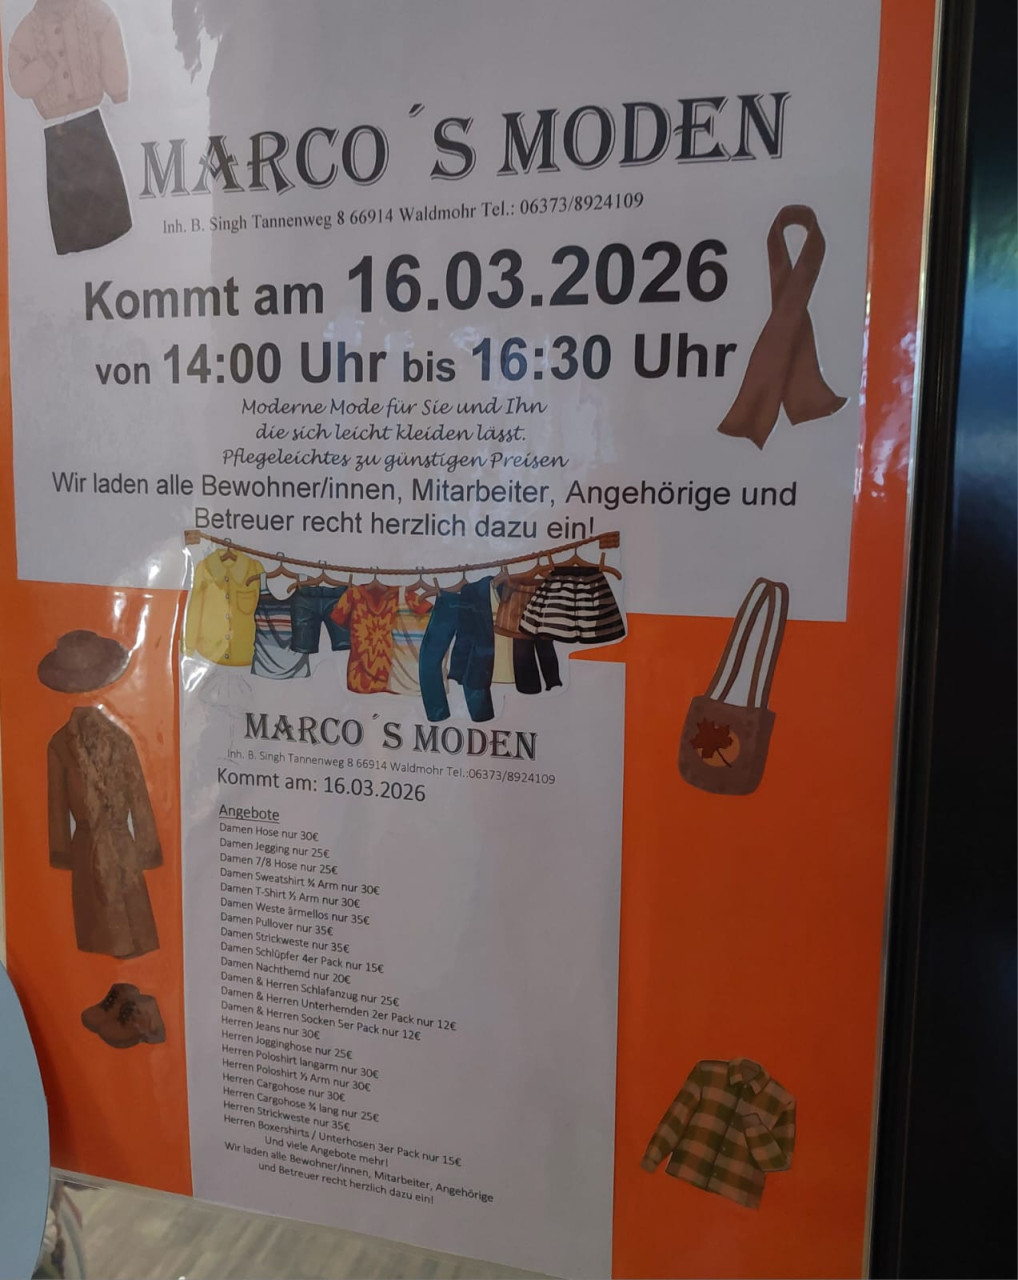 MARCO´S MODEN
Inh. B. Singh Tannenweg 8 66914 Waldmohr Tel.: 06373/8924109
Kommt am 16.03.2026
von 14:00 Uhr bis 16:30 Uhr
Moderne Mode für Sie und Ihn
die sich leicht kleiden lässt.
Pflegeleichtes zu günstigen Preisen
Wir laden alle Bewohner/innen, Mitarbeiter, Angehörige und
Betreuer recht herzlich dazu ein!
MARCO´S MODEN
Inh. B. Singh Tannenweg 8 66914 Waldmohr Tel.:06373/8924109
Kommt am: 16.03.2026
Angebote
Damen Hose nur 30€
Damen Jegging nur 25€
Damen 7/8 Hose nur 25€
Damen Sweatshirt ¾ Arm nur 30€
Damen T-Shirt ½ Arm nur 30€
Damen Weste ärmellos nur 35€
Damen Pullover nur 35€
Damen Strickweste nur 35€
Damen Schlüpfer 4er Pack nur 15€
Damen Nachthemd nur 20€
Damen & Herren Schlafanzug nur 25€
Damen & Herren Unterhemden 2er Pack nur 12€
Damen & Herren Socken 5er Pack nur 12€
Herren Jeans nur 30€
Herren Jogginghose nur 25€
Herren Poloshirt langarm nur 30€
Herren Poloshirt ½ Arm nur 30€
Herren Cargohose nur 30€
Herren Cargohose ¾ lang nur 25€
Herren Strickweste nur 35€
Herren Boxershirts / Unterhosen 3er Pack nur 15€
Und viele Angebote mehr!
Wir laden alle Bewohner/innen, Mitarbeiter, Angehörige
und Betreuer recht herzlich dazu ein!